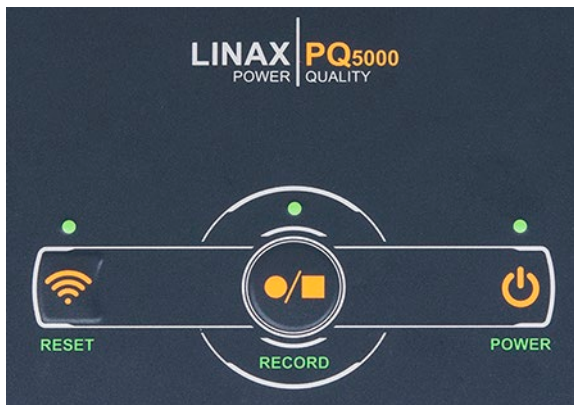 LINAX PQ5000
POWER QUALITY
RESET
RECORD
POWER